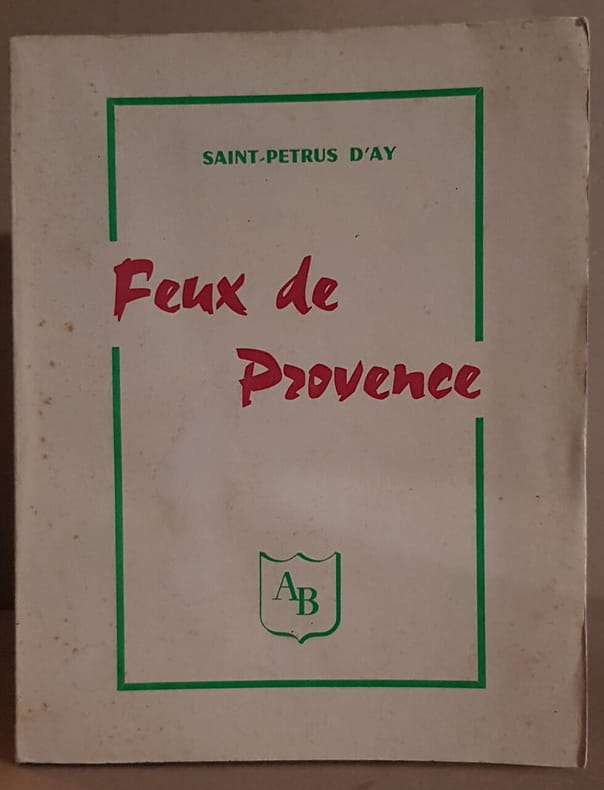 SAINT-PETRUS D'AY
Feux de
Provence
AB